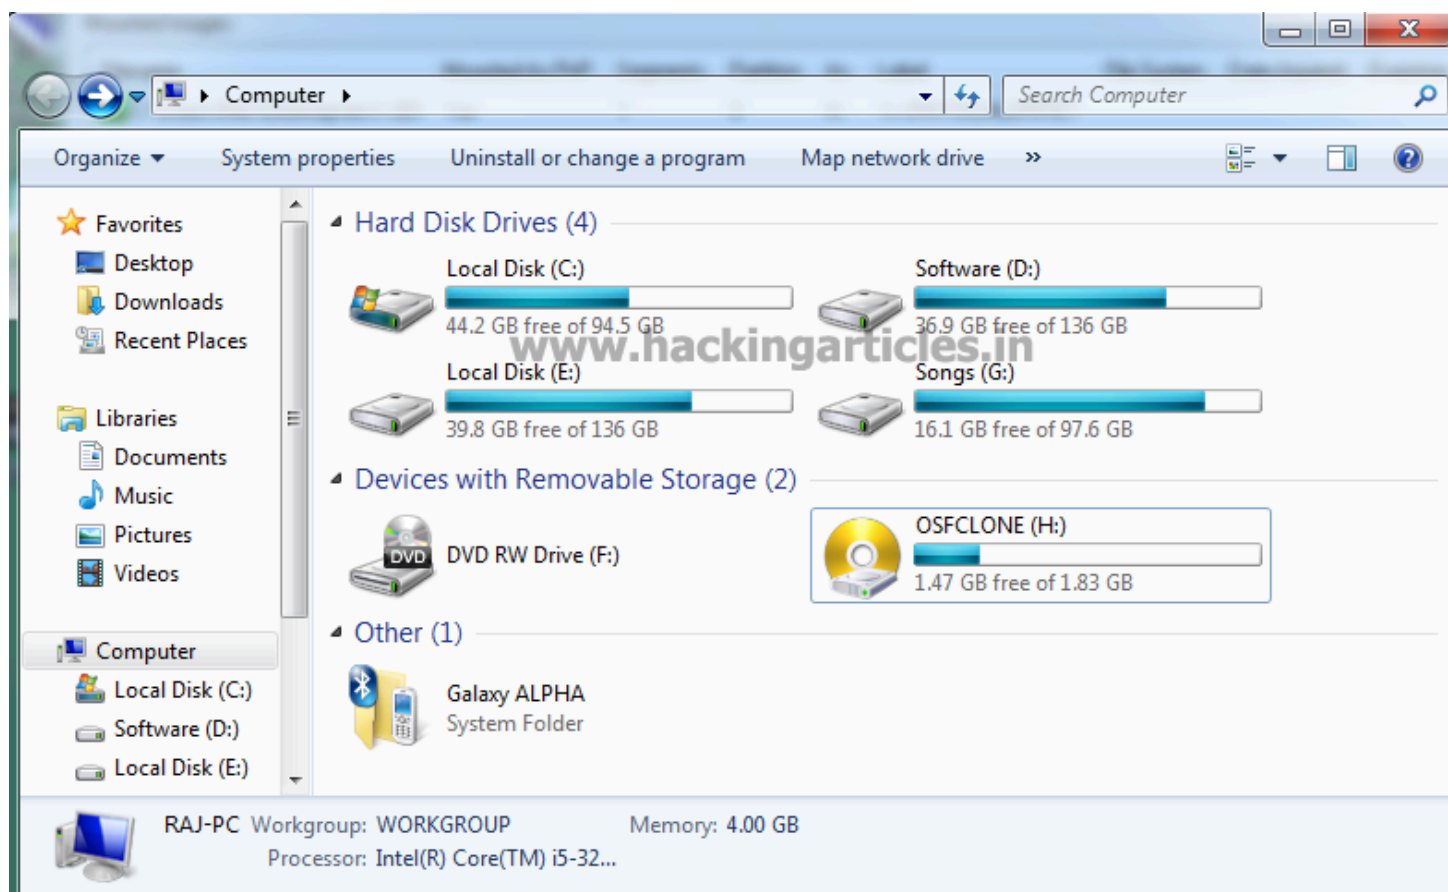 Computer
Search Computer
Organize System properties Uninstall or change a program Map network drive »
Favorites
Desktop
Downloads
Recent Places
Libraries
Documents
Music
Pictures
Videos
Computer
Local Disk (C:)
Software (D:)
Local Disk (E:)
Hard Disk Drives (4)
Local Disk (C:)
44.2 GB free of 94.5 GB
Software (D:)
36.9 GB free of 136 GB
www.hackingarticles.in
Local Disk (E:)
39.8 GB free of 136 GB
Songs (G:)
16.1 GB free of 97.6 GB
Devices with Removable Storage (2)
DVD
DVD RW Drive (F:)
OSFCLONE (H:)
1.47 GB free of 1.83 GB
Other (1)
Galaxy ALPHA
System Folder
RAJ-PC Workgroup: WORKGROUP Memory: 4.00 GB
Processor: Intel(R) Core(TM) i5-32...